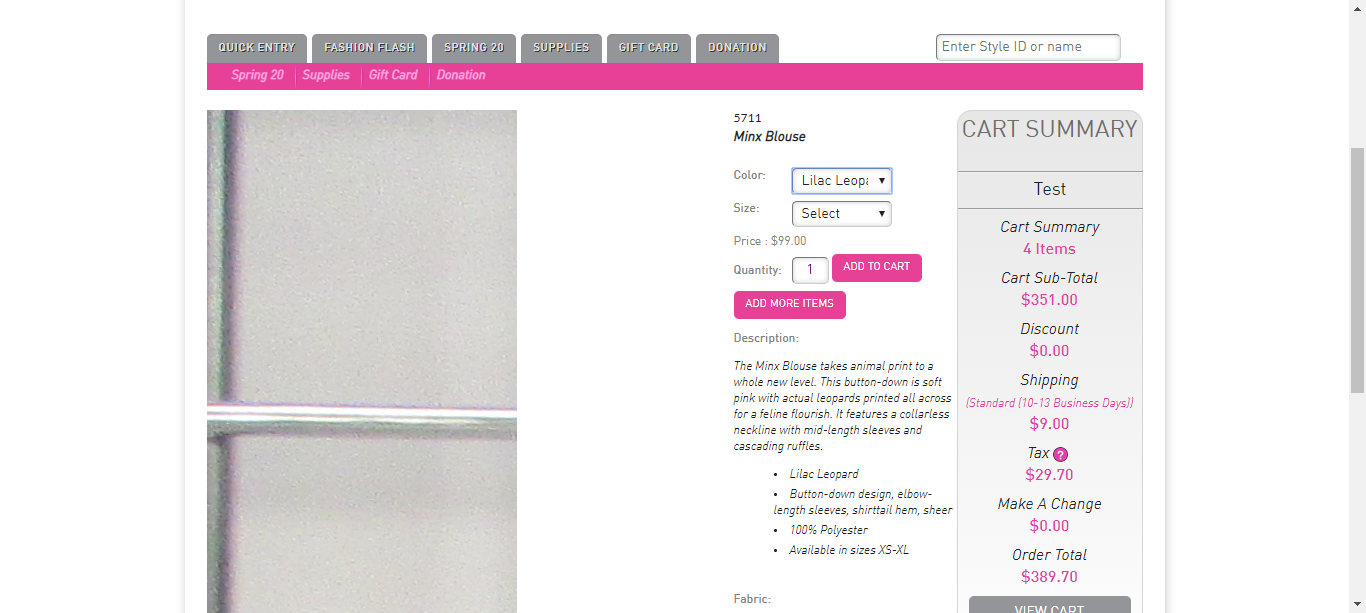 QUICK ENTRY FASHION FLASH SPRING 20 SUPPLIES GIFT CARD DONATION
Enter Style ID or name
Spring 20 Supplies Gift Card Donation
5711
Minx Blouse
Color: Lilac Leopa
Size: Select
Price : $99.00
Quantity: 1 ADD TO CART
ADD MORE ITEMS
Description:
The Minx Blouse takes animal print to a
whole new level. This button-down is soft
pink with actual leopards printed all across
for a feline flourish. It features a collarless
neckline with mid-length sleeves and
cascading ruffles.
• Lilac Leopard
• Button-down design, elbow-
length sleeves, shirttail hem, sheer
• 100% Polyester
• Available in sizes XS-XL
Fabric:
CART SUMMARY
Test
Cart Summary
4 Items
Cart Sub-Total
$351.00
Discount
$0.00
Shipping
(Standard (10-13 Business Days))
$9.00
Tax ?
$29.70
Make A Change
$0.00
Order Total
$389.70
VIEW CART